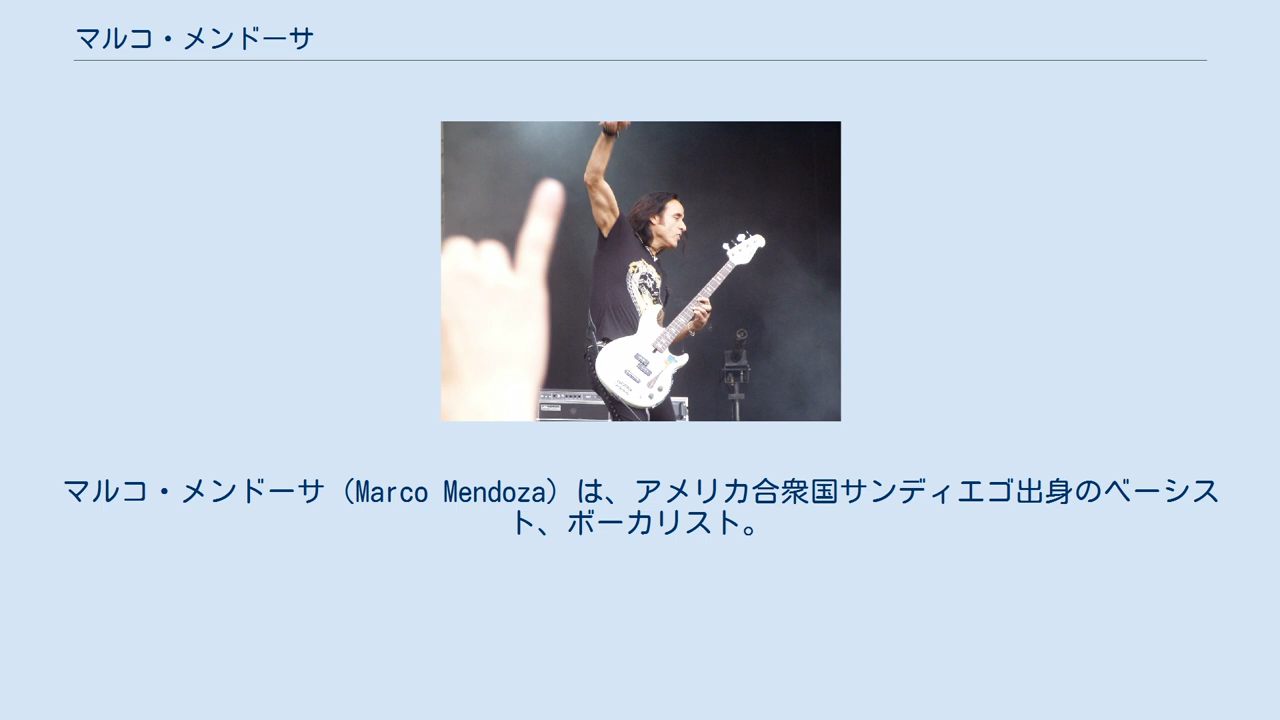 マルコ・メンドーサ
マルコ・メンドーサ（Marco Mendoza）は、アメリカ合衆国サンディエゴ出身のベーシス
ト、ボーカリスト。